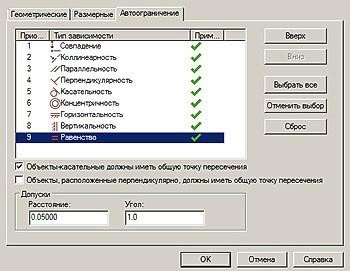 Геометрические Размерные Автоограничение
Прио... Тип зависимости Прим...
1 Совпадение
2 Коллинеарность
3 Параллельность
4 Перпендикулярность
5 Касательность
6 Концентричность
7 Горизонтальность
8 Вертикальность
9 Равенство
Вверх
Вниз
Выбрать все
Отменить выбор
Сброс
Объекты-касательные должны иметь общую точку пересечения
Объекты, расположенные перпендикулярно, должны иметь общую точку пересечения
Допуски
Расстояние: Угол:
0.05000 1.0
ОК Отмена Справка